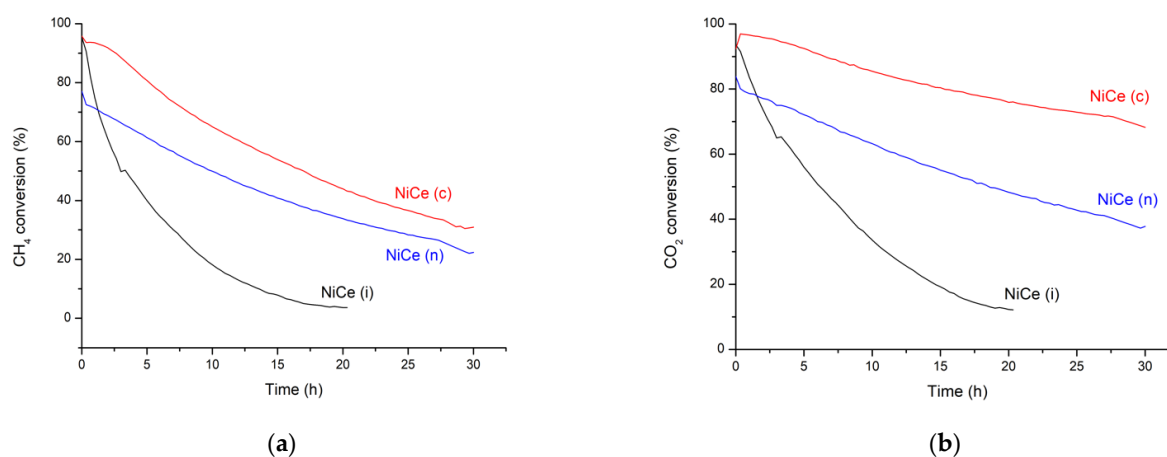 CH₄ conversion (%)
100
80
60
40
20
0
NiCe (c)
NiCe (n)
NiCe (i)
0 5 10 15 20 25 30
Time (h)
(a)
CO₂ conversion (%)
100
80
60
40
20
0
NiCe (c)
NiCe (n)
NiCe (i)
0 5 10 15 20 25 30
Time (h)
(b)